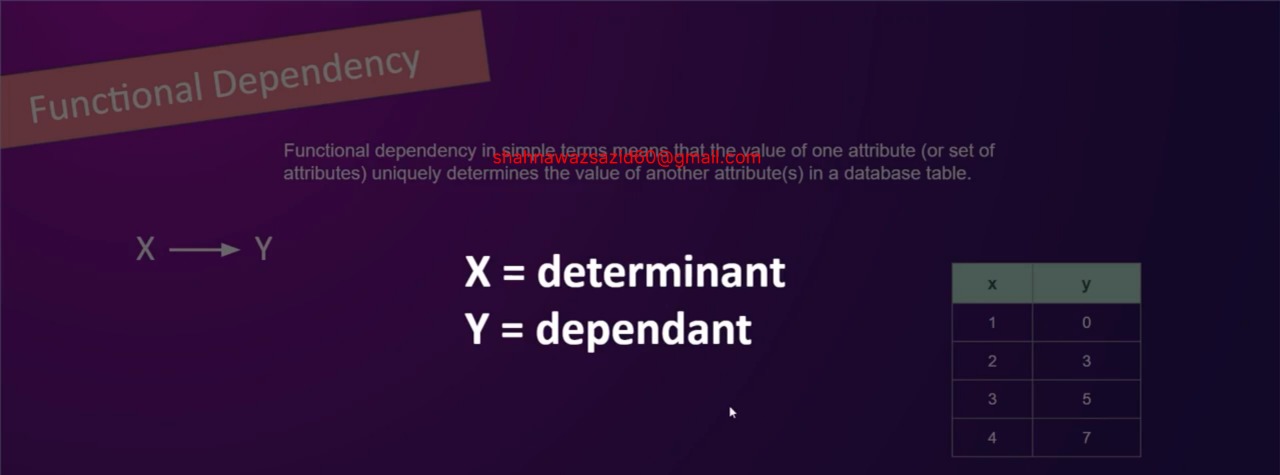 Functional Dependency
Functional dependency in simple terms means that the value of one attribute (or set of
shahnawazsazid60@gmail.com
attributes) uniquely determines the value of another attribute(s) in a database table.
X → Y
X = determinant
Y = dependant
x y
1 0
2 3
3 5
4 7